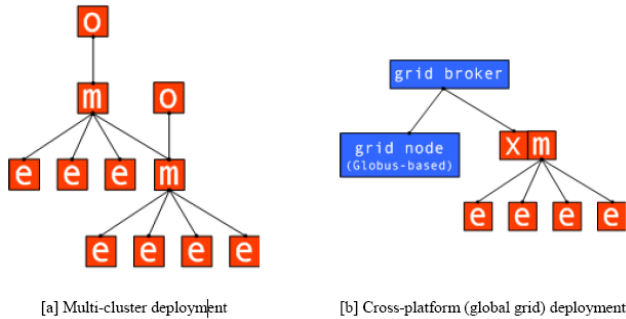 o
m
o
e e e m
e e e e
[a] Multi-cluster deployment
grid broker
grid node
(Globus-based)
x m
e e e e
[b] Cross-platform (global grid) deployment